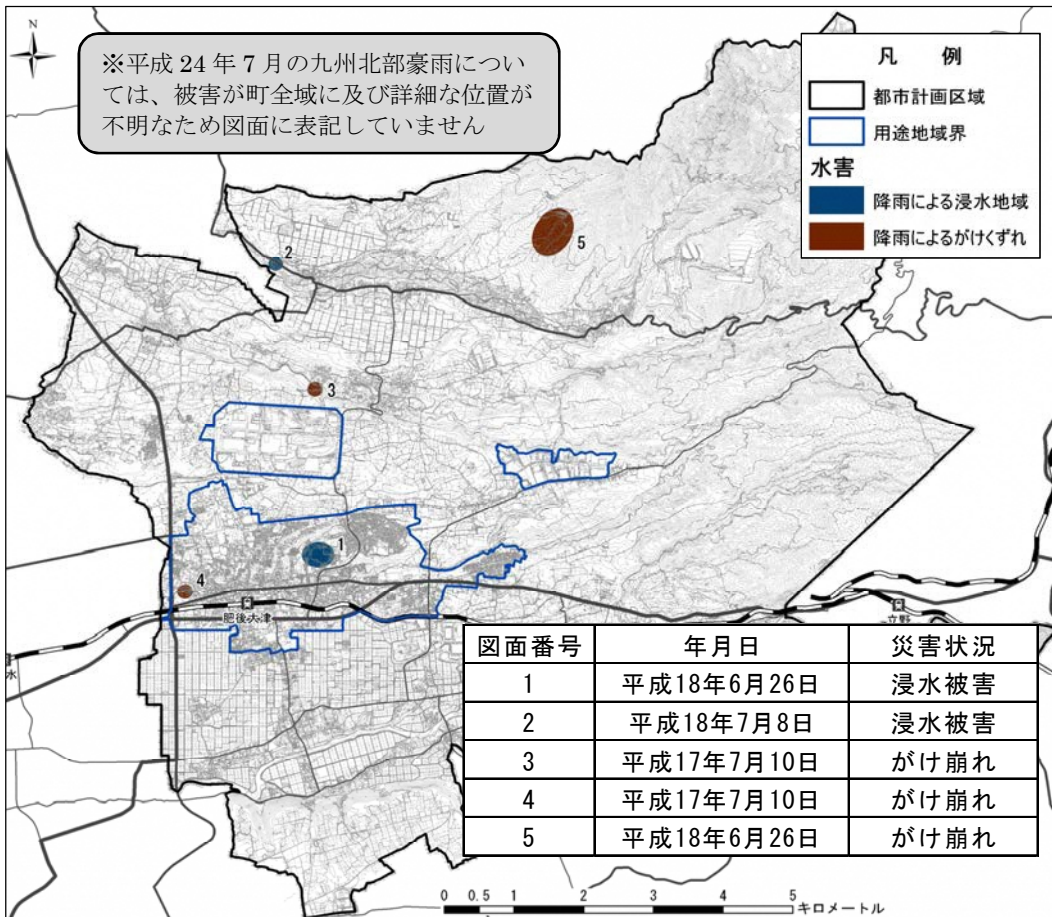 N
※平成 24 年 7 月の九州北部豪雨につい
ては、被害が町全域に及び詳細な位置が
不明なため図面に表記していません
凡 例
都市計画区域
用途地域界
水害
降雨による浸水地域
降雨によるがけくずれ
2
5
3
1
4
肥後大津
立野
水
図面番号 年月日 災害状況
1 平成18年6月26日 浸水被害
2 平成18年7月8日 浸水被害
3 平成17年7月10日 がけ崩れ
4 平成17年7月10日 がけ崩れ
5 平成18年6月26日 がけ崩れ
0 0.5 1 2 3 4 5
キロメートル